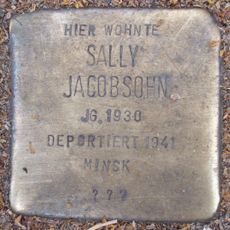 HIER WOHNTE
SALLY
JACOBSOHN
JG. 1930
DEPORTIERT 1941
MINSK
? ? ?